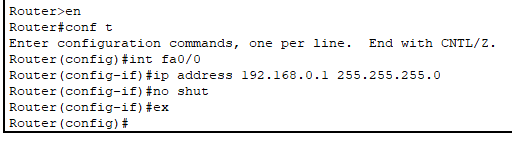 Router>en
Router#conf t
Enter configuration commands, one per line.  End with CNTL/Z.
Router(config)#int fa0/0
Router(config-if)#ip address 192.168.0.1 255.255.255.0
Router(config-if)#no shut
Router(config-if)#ex
Router(config)#